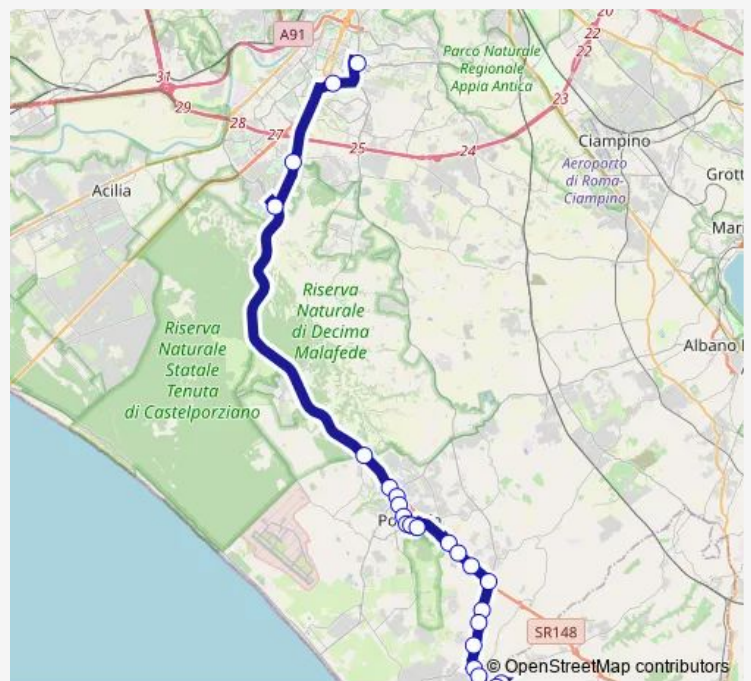 20
22
22
A91
Parco Naturale
Regionale
Appia Antica
31
29
28
27
25
24
23
Ciampino
Aeroporto
di Roma-
Ciampino
Acilia
Grott
Mari
Riserva
Naturale
di Decima
Malafede
Riserva
Naturale
Statale
Tenuta
di Castelporziano
Albano L
Po
SR148
© OpenStreetMap contributors